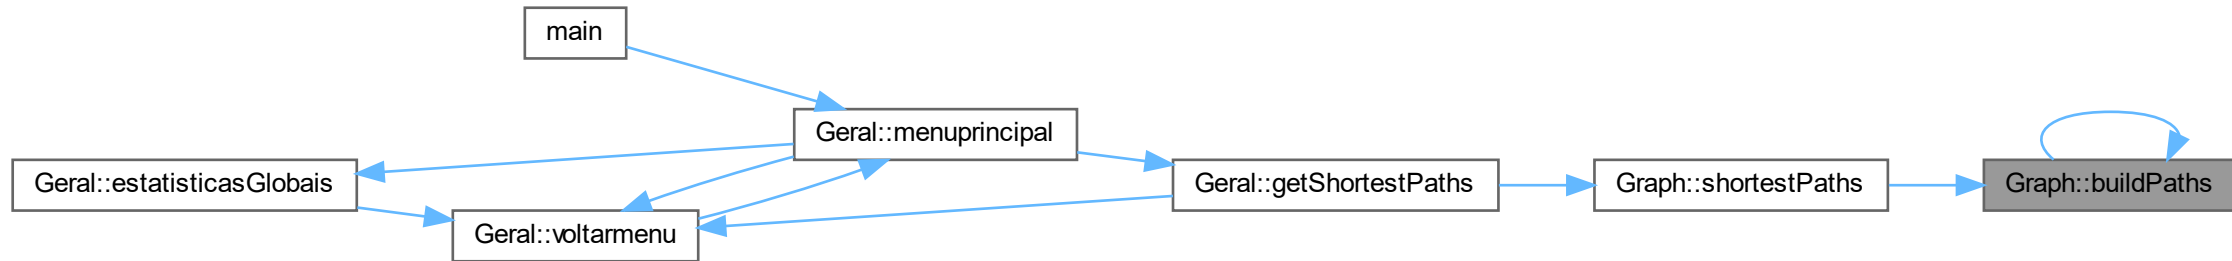 main
Geral::menuprincipal
Geral::estatisticasGlobais
Geral::getShortestPaths
Graph::shortestPaths
Graph::buildPaths
Geral::voltarmenu